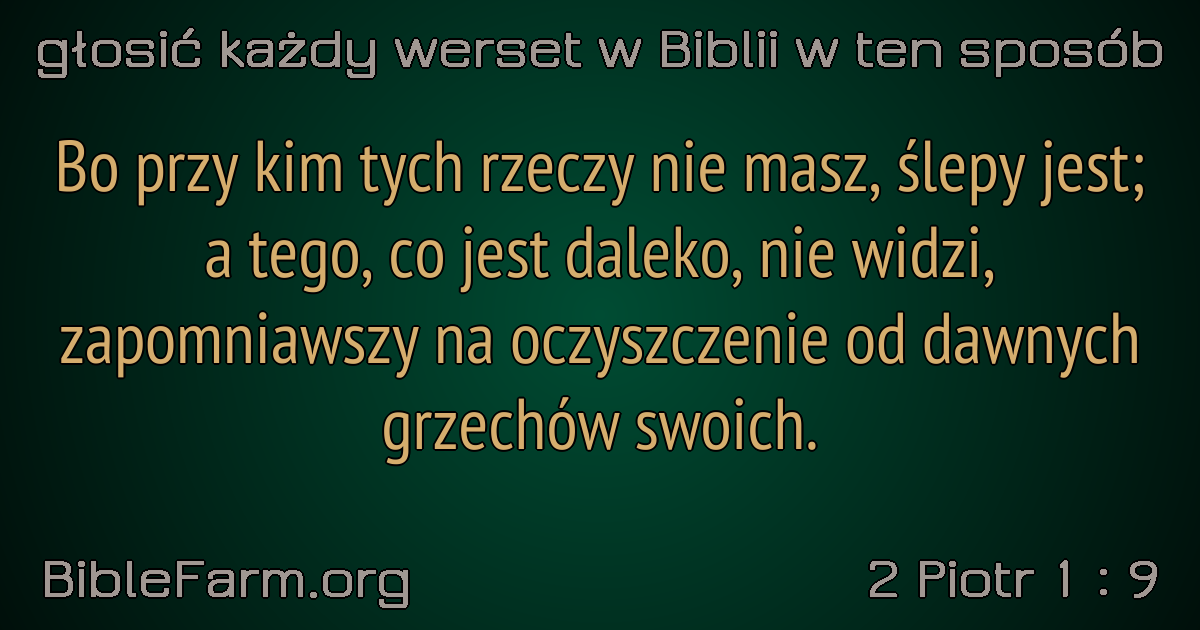 głosić każdy werset w Biblii w ten sposób
Bo przy kim tych rzeczy nie masz, ślepy jest;
a tego, co jest daleko, nie widzi,
zapomniawszy na oczyszczenie od dawnych
grzechów swoich.
BibleFarm.org
2 Piotr 1 : 9